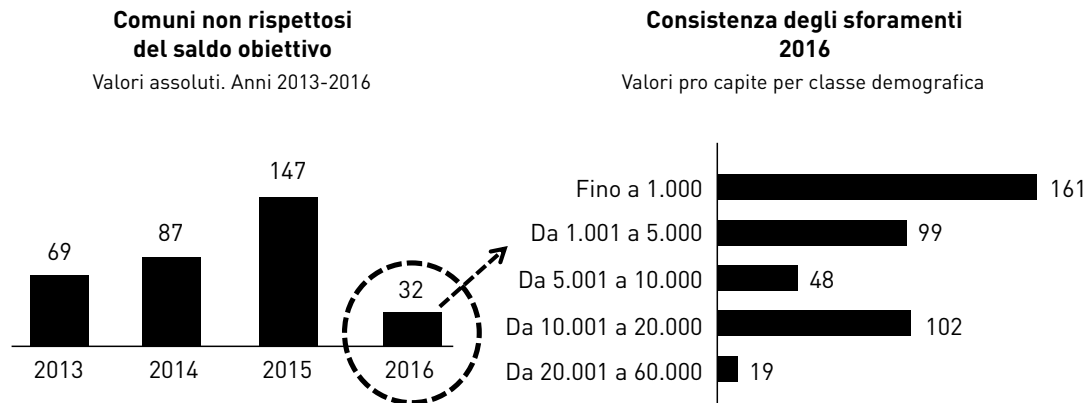 Comuni non rispettosi
del saldo obiettivo
Valori assoluti. Anni 2013-2016
69
87
147
32
2013
2014
2015
2016
Consistenza degli sforamenti
2016
Valori pro capite per classe demografica
Fino a 1.000 161
Da 1.001 a 5.000 99
Da 5.001 a 10.000 48
Da 10.001 a 20.000 102
Da 20.001 a 60.000 19